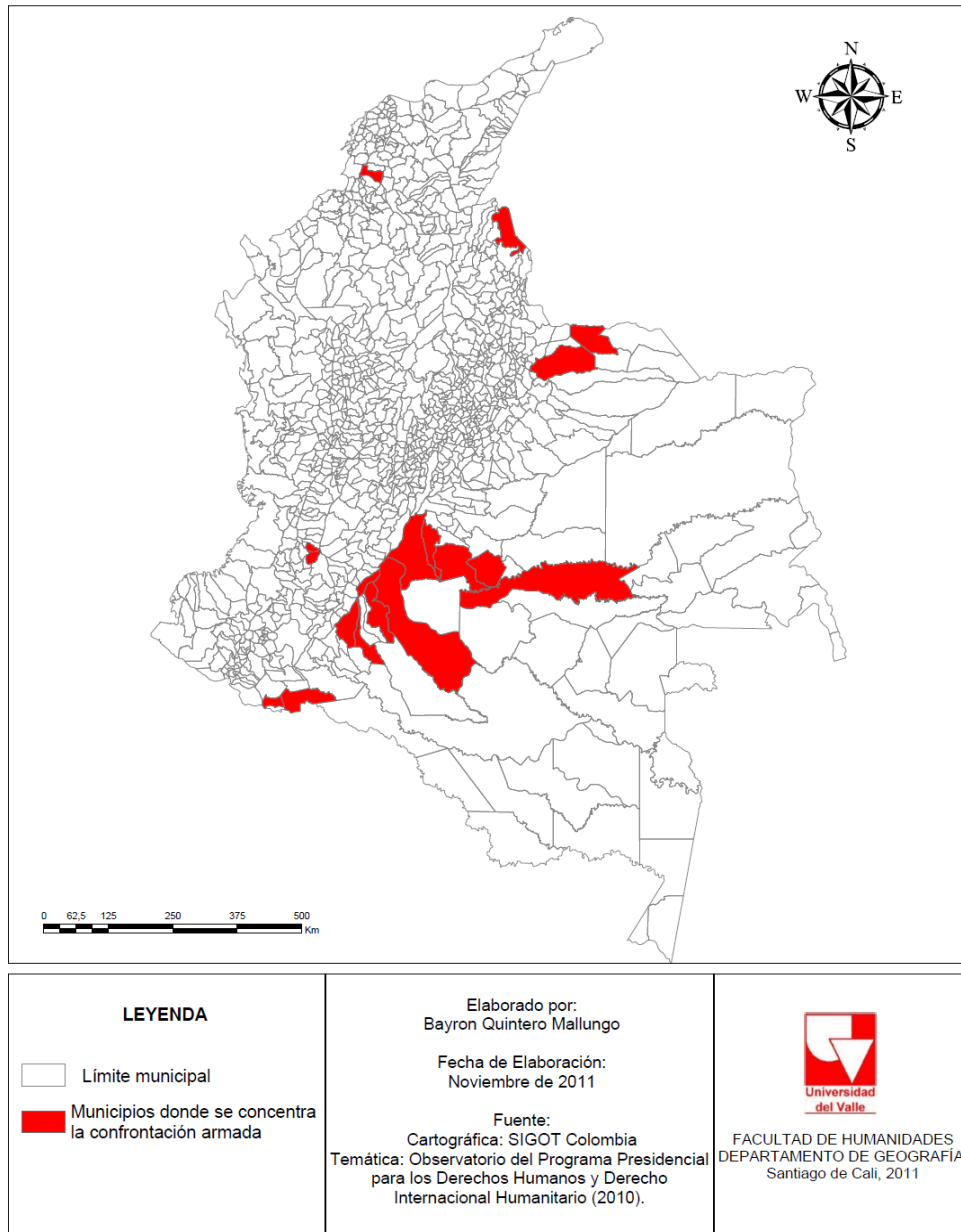 N
W
E
S
0 62,5 125 250 375 500
Km
LEYENDA
Límite municipal
Municipios donde se concentra
la confrontación armada
Elaborado por:
Bayron Quintero Mallungo
Fecha de Elaboración:
Noviembre de 2011
Fuente:
Cartográfica: SIGOT Colombia
Temática: Observatorio del Programa Presidencial
para los Derechos Humanos y Derecho
Internacional Humanitario (2010).
Universidad
del Valle
FACULTAD DE HUMANIDADES
DEPARTAMENTO DE GEOGRAFÍA
Santiago de Cali, 2011